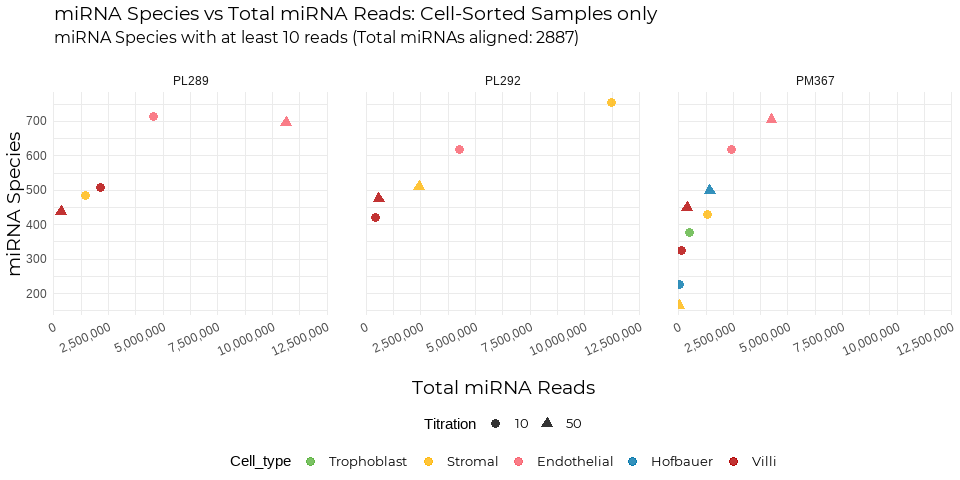 miRNA Species vs Total miRNA Reads: Cell-Sorted Samples only
miRNA Species with at least 10 reads (Total miRNAs aligned: 2887)
PL289 PL292 PM367
miRNA Species
700
600
500
400
300
200
0 2,500,000 5,000,000 7,500,000 10,000,000 12,500,000 0 2,500,000 5,000,000 7,500,000 10,000,000 12,500,000 0 2,500,000 5,000,000 7,500,000 10,000,000 12,500,000
Total miRNA Reads
Titration 10 50
Cell_type Trophoblast Stromal Endothelial Hofbauer Villi